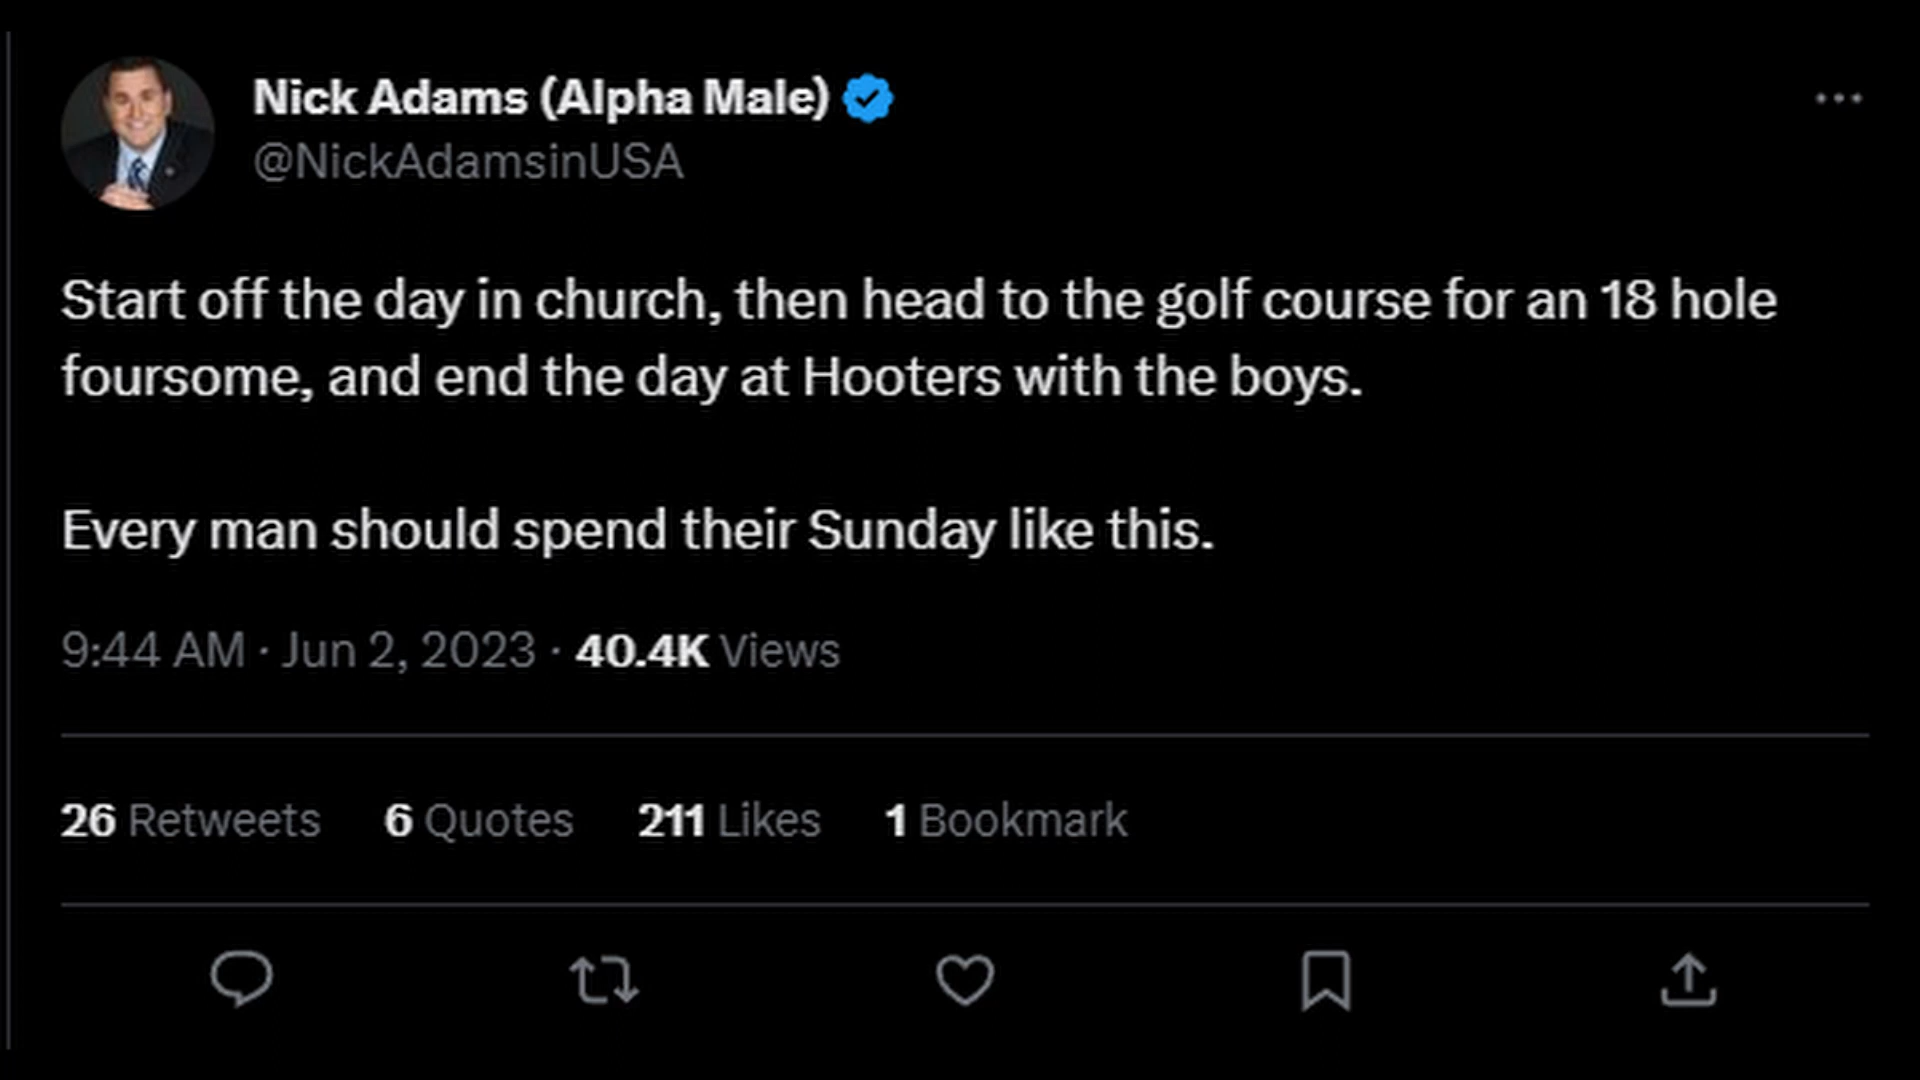 Nick Adams (Alpha Male)
@NickAdamsinUSA
Start off the day in church, then head to the golf course for an 18 hole
foursome, and end the day at Hooters with the boys.
Every man should spend their Sunday like this.
9:44 AM · Jun 2, 2023 · 40.4K Views
26 Retweets 6 Quotes 211 Likes 1 Bookmark